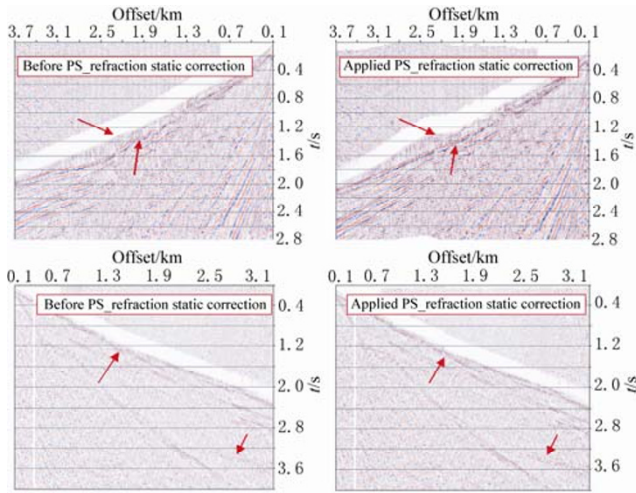 Offset/km
3.7 3.1 2.5 1.9 1.3 0.7 0.1
Before PS_refraction static correction
0.4
0.8
1.2
1.6
2.0
2.4
2.8
t/s
Offset/km
3.7 3.1 2.5 1.9 1.3 0.7 0.1
Applied PS_refraction static correction
0.4
0.8
1.2
1.6
2.0
2.4
2.8
t/s
Offset/km
0.1 0.7 1.3 1.9 2.5 3.1
Before PS_refraction static correction
0.4
1.2
2.0
2.8
3.6
t/s
Offset/km
0.1 0.7 1.3 1.9 2.5 3.1
Applied PS_refraction static correction
0.4
1.2
2.0
2.8
3.6
t/s